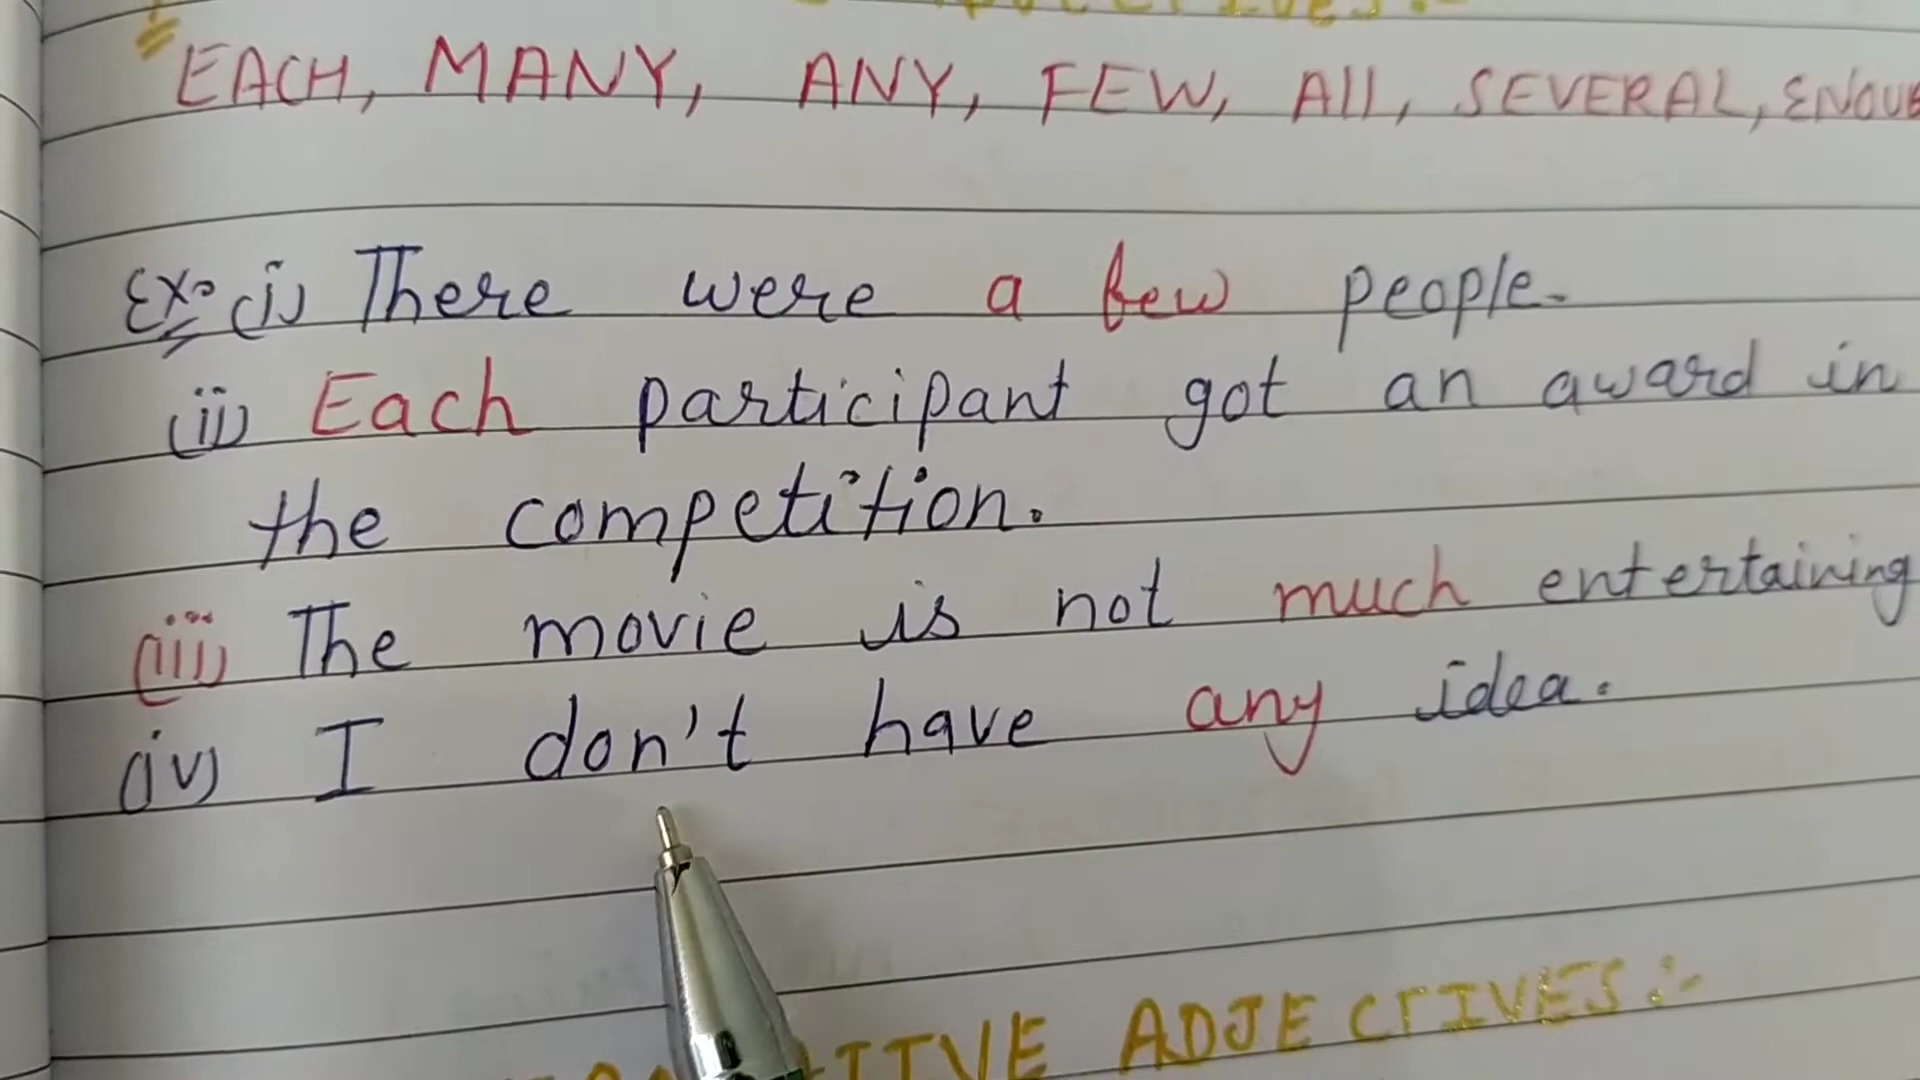 EACH, MANY, ANY, FEW, All, SEVERAL,
Ex: (i) There were a few people.
(ii) Each participant got an award in
the competition.
(iii) The movie is not much entertaining
(iv) I don't have any idea.
ADJECTIVES:-